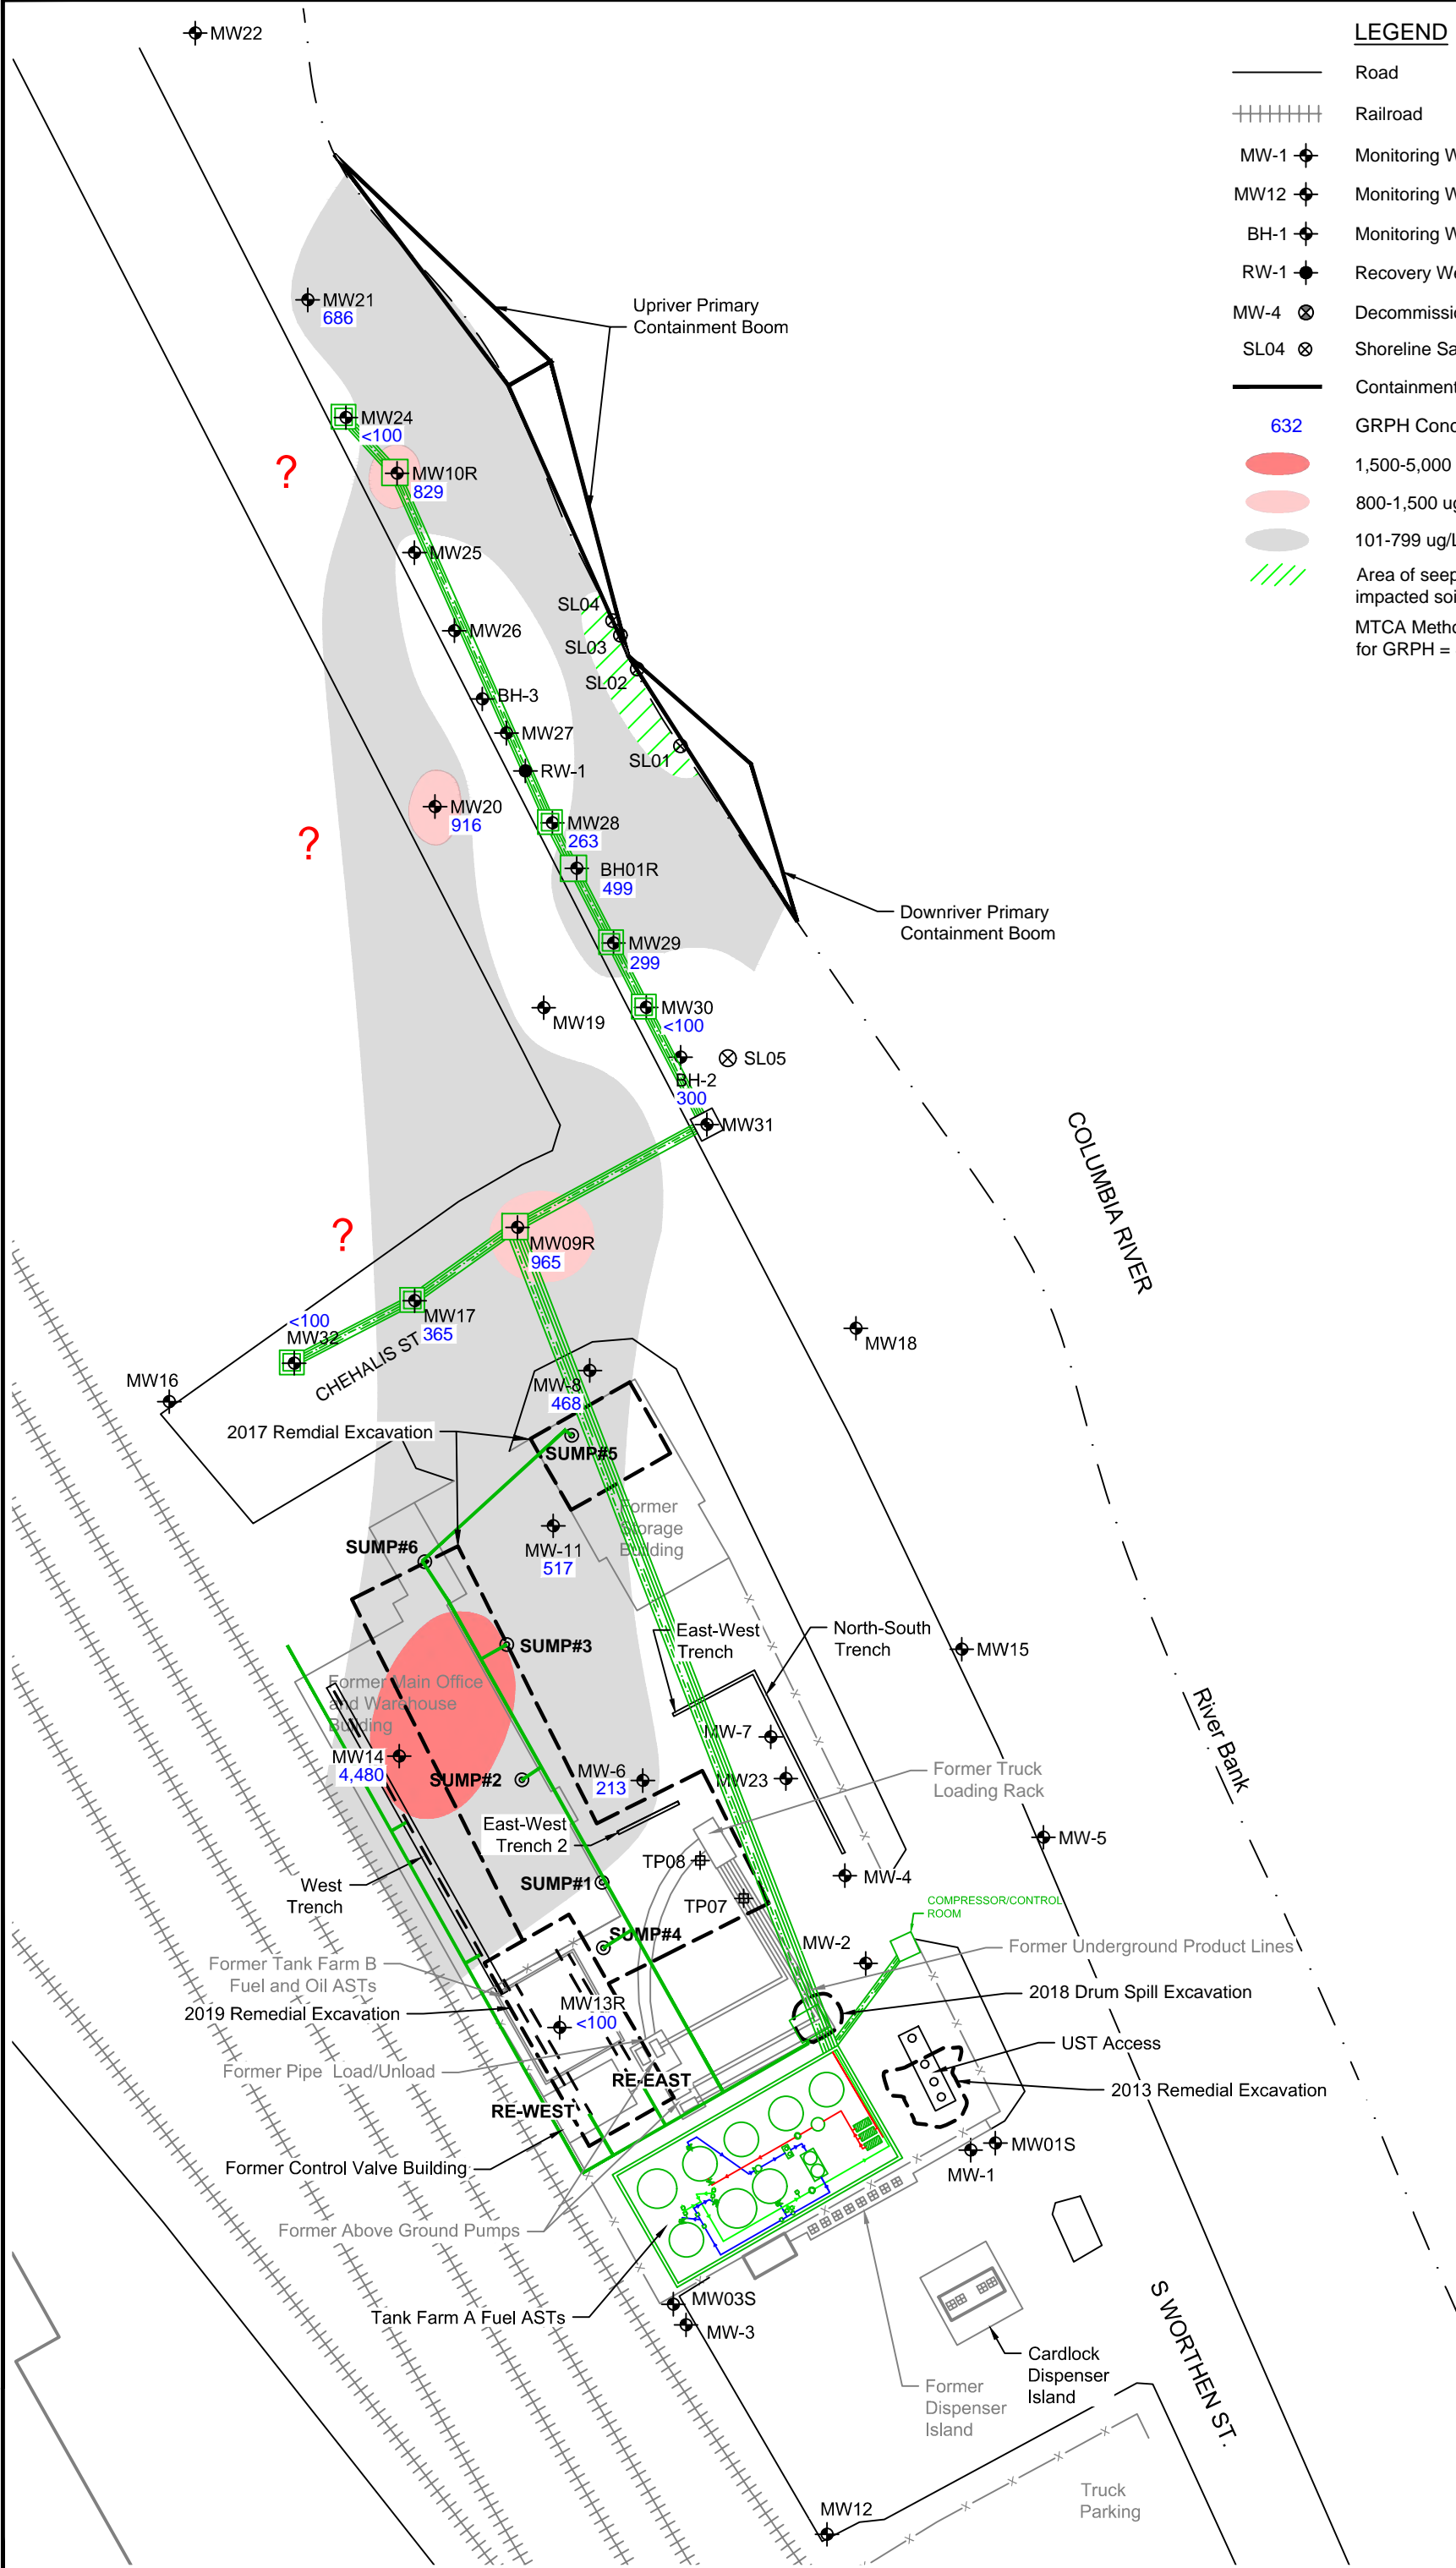 LEGEND
Road
Railroad
MW-1 Monitoring W
MW12 Monitoring W
BH-1 Monitoring W
RW-1 Recovery We
MW-4 Decommissio
SL04 Shoreline Sa
Containment
632 GRPH Conc
1,500-5,000
800-1,500 ug
101-799 ug/L
Area of seep
impacted soi
MTCA Metho
for GRPH =
MW22
MW21
686
Upriver Primary
Containment Boom
MW24
<100
?
MW10R
829
MW25
SL04
MW26
SL03
SL02
BH-3
MW27
SL01
RW-1
MW20
916
MW28
263
?
BH01R
499
Downriver Primary
Containment Boom
MW29
299
MW30
<100
MW19
SL05
BH-2
300
MW31
COLUMBIA RIVER
?
MW09R
965
MW17
365
<100
MW32
CHEHALIS ST
MW18
MW16
MW-8
468
2017 Remdial Excavation
SUMP#5
Former
Storage
Building
SUMP#6
MW-11
517
East-West
Trench
North-South
Trench
SUMP#3
MW15
Former Main Office
and Warehouse
Building
River Bank
MW-7
MW14
4,480
SUMP#2
MW-6
213
MW23
Former Truck
Loading Rack
East-West
Trench 2
MW-5
TP08
MW-4
West
Trench
SUMP#1
TP07
COMPRESSOR/CONTROL
ROOM
SUMP#4
MW-2
Former Underground Product Lines
Former Tank Farm B
Fuel and Oil ASTs
2018 Drum Spill Excavation
2019 Remedial Excavation
MW13R
<100
UST Access
Former Pipe Load/Unload
RE-EAST
2013 Remedial Excavation
RE-WEST
MW01S
MW-1
Former Control Valve Building
Former Above Ground Pumps
MW03S
Tank Farm A Fuel ASTs
MW-3
S WORTHEN ST.
Cardlock
Dispenser
Island
Former
Dispenser
Island
Truck
Parking
MW12